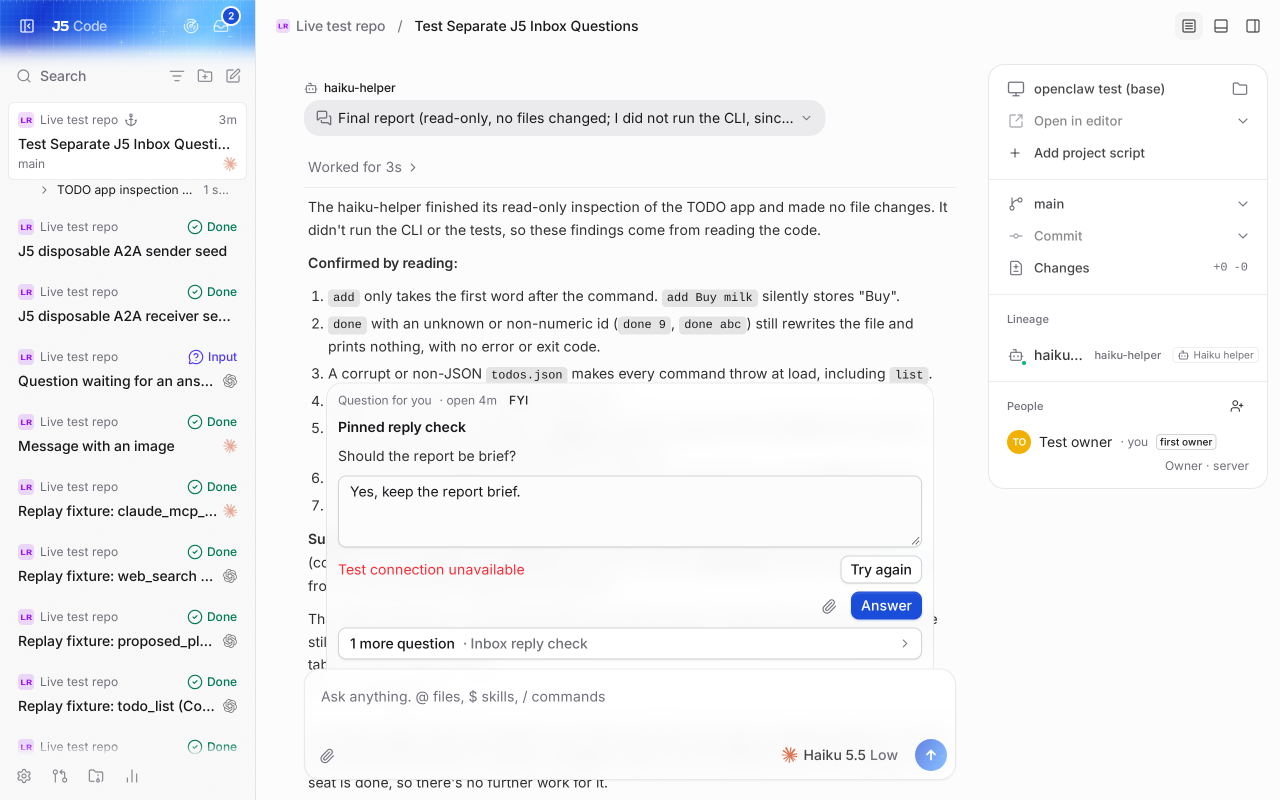 J5 Code
2
Search
LR Live test repo 3m
Test Separate J5 Inbox Questi...
main
TODO app inspection ... 1 s...
LR Live test repo Done
J5 disposable A2A sender seed
LR Live test repo Done
J5 disposable A2A receiver se...
LR Live test repo Input
Question waiting for an ans...
LR Live test repo Done
Message with an image
LR Live test repo Done
Replay fixture: claude_mcp_...
LR Live test repo Done
Replay fixture: web_search ...
LR Live test repo Done
Replay fixture: proposed_pl...
LR Live test repo Done
Replay fixture: todo_list (Co...
LR Live test repo Done
LR Live test repo / Test Separate J5 Inbox Questions
haiku-helper
Final report (read-only, no files changed; I did not run the CLI, sinc...
Worked for 3s
The haiku-helper finished its read-only inspection of the TODO app and made no file changes. It
didn't run the CLI or the tests, so these findings come from reading the code.
Confirmed by reading:
1. add only takes the first word after the command. add Buy milk silently stores "Buy".
2. done with an unknown or non-numeric id (done 9, done abc) still rewrites the file and
prints nothing, with no error or exit code.
3. A corrupt or non-JSON todos.json makes every command throw at load, including list.
4.
5.
6.
7.
Question for you · open 4m FYI
Pinned reply check
Should the report be brief?
Yes, keep the report brief.
Test connection unavailable
Try again
Answer
1 more question · Inbox reply check
Ask anything. @ files, $ skills, / commands
Haiku 5.5 Low
seat is done, so there's no further work for it.
openclaw test (base)
Open in editor
Add project script
main
Commit
Changes +0 -0
Lineage
haiku... haiku-helper Haiku helper
People
TO Test owner · you first owner
Owner · server